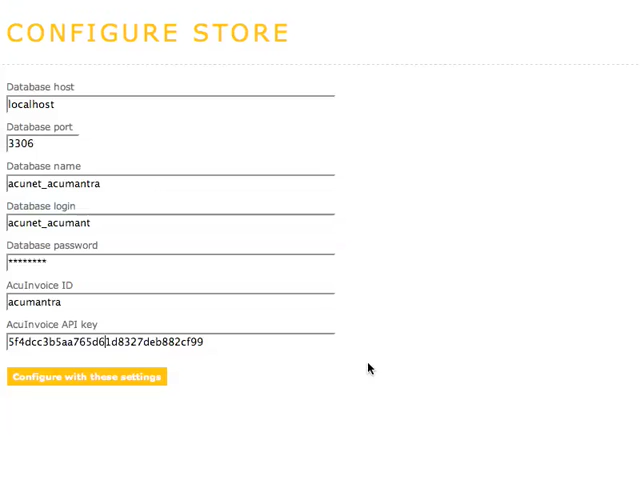 CONFIGURE STORE
Database host
localhost
Database port
3306
Database name
acunet_acumantra
Database login
acunet_acumant
Database password
********
AcuInvoice ID
acumantra
AcuInvoice API key
5f4dcc3b5aa765d61d8327deb882cf99
Configure with these settings